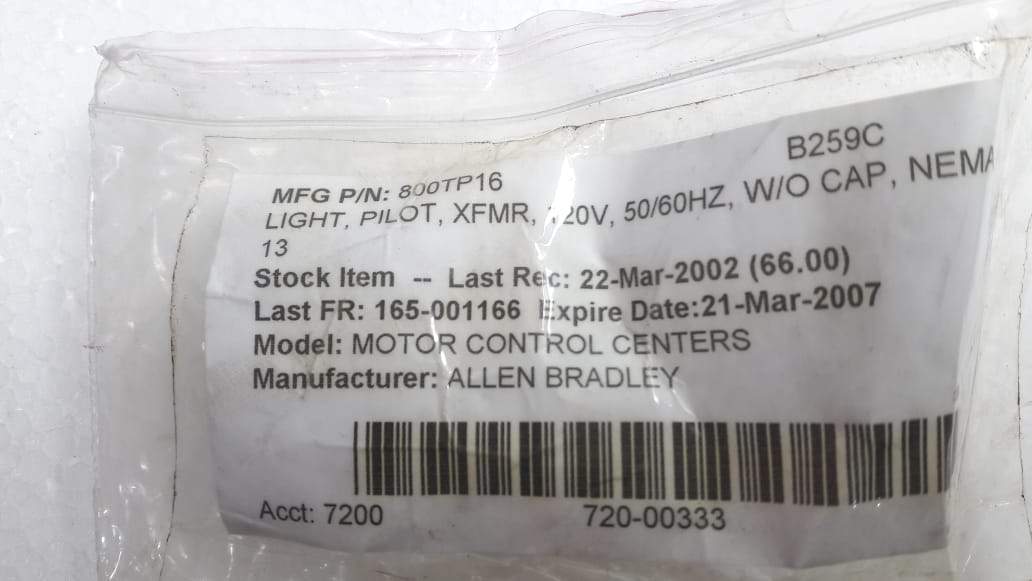 B259C
MFG P/N: 800TP16
LIGHT, PILOT, XFMR, 120V, 50/60HZ, W/O CAP, NEMA
13
Stock Item -- Last Rec: 22-Mar-2002 (66.00)
Last FR: 165-001166 Expire Date:21-Mar-2007
Model: MOTOR CONTROL CENTERS
Manufacturer: ALLEN BRADLEY
Acct: 7200 720-00333